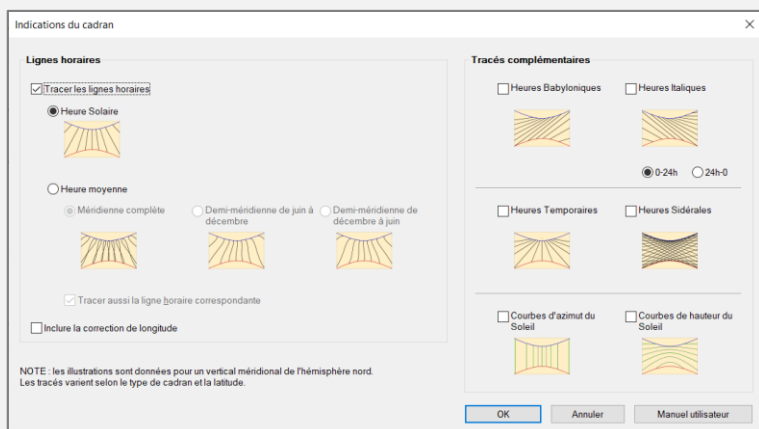 Indications du cadran
Lignes horaires
Tracer les lignes horaires
Heure Solaire
Heure moyenne
Méridienne complète
Demi-méridienne de juin à
décembre
Demi-méridienne de
décembre à juin
Tracer aussi la ligne horaire correspondante
Inclure la correction de longitude
NOTE : les illustrations sont données pour un vertical méridional de l'hémisphère nord.
Les tracés varient selon le type de cadran et la latitude.
Tracés complémentaires
Heures Babyloniques
Heures Italiques
0-24h
24h-0
Heures Temporaires
Heures Sidérales
Courbes d'azimut du
Soleil
Courbes de hauteur du
Soleil
OK
Annuler
Manuel utilisateur